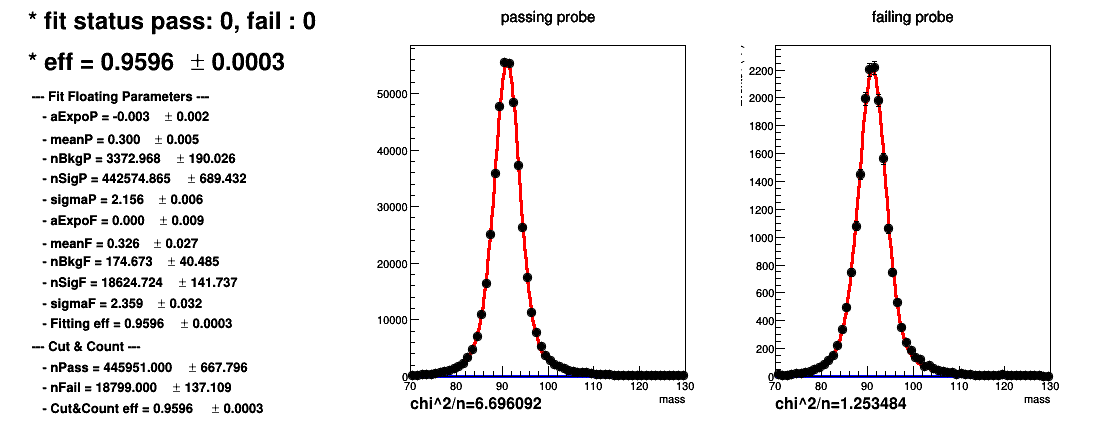 * fit status pass: 0, fail : 0
* eff = 0.9596 ± 0.0003
--- Fit Floating Parameters ---
- aExpoP = -0.003 ± 0.002
- meanP = 0.300 ± 0.005
- nBkgP = 3372.968 ± 190.026
- nSigP = 442574.865 ± 689.432
- sigmaP = 2.156 ± 0.006
- aExpoF = 0.000 ± 0.009
- meanF = 0.326 ± 0.027
- nBkgF = 174.673 ± 40.485
- nSigF = 18624.724 ± 141.737
- sigmaF = 2.359 ± 0.032
- Fitting eff = 0.9596 ± 0.0003
--- Cut & Count ---
- nPass = 445951.000 ± 667.796
- nFail = 18799.000 ± 137.109
- Cut&Count eff = 0.9596 ± 0.0003
passing probe
50000
40000
30000
20000
10000
0
70 80 90 100 110 120 130
mass
chi^2/n=6.696092
failing probe
2200
2000
1800
1600
1400
1200
1000
800
600
400
200
0
70 80 90 100 110 120 130
mass
chi^2/n=1.253484